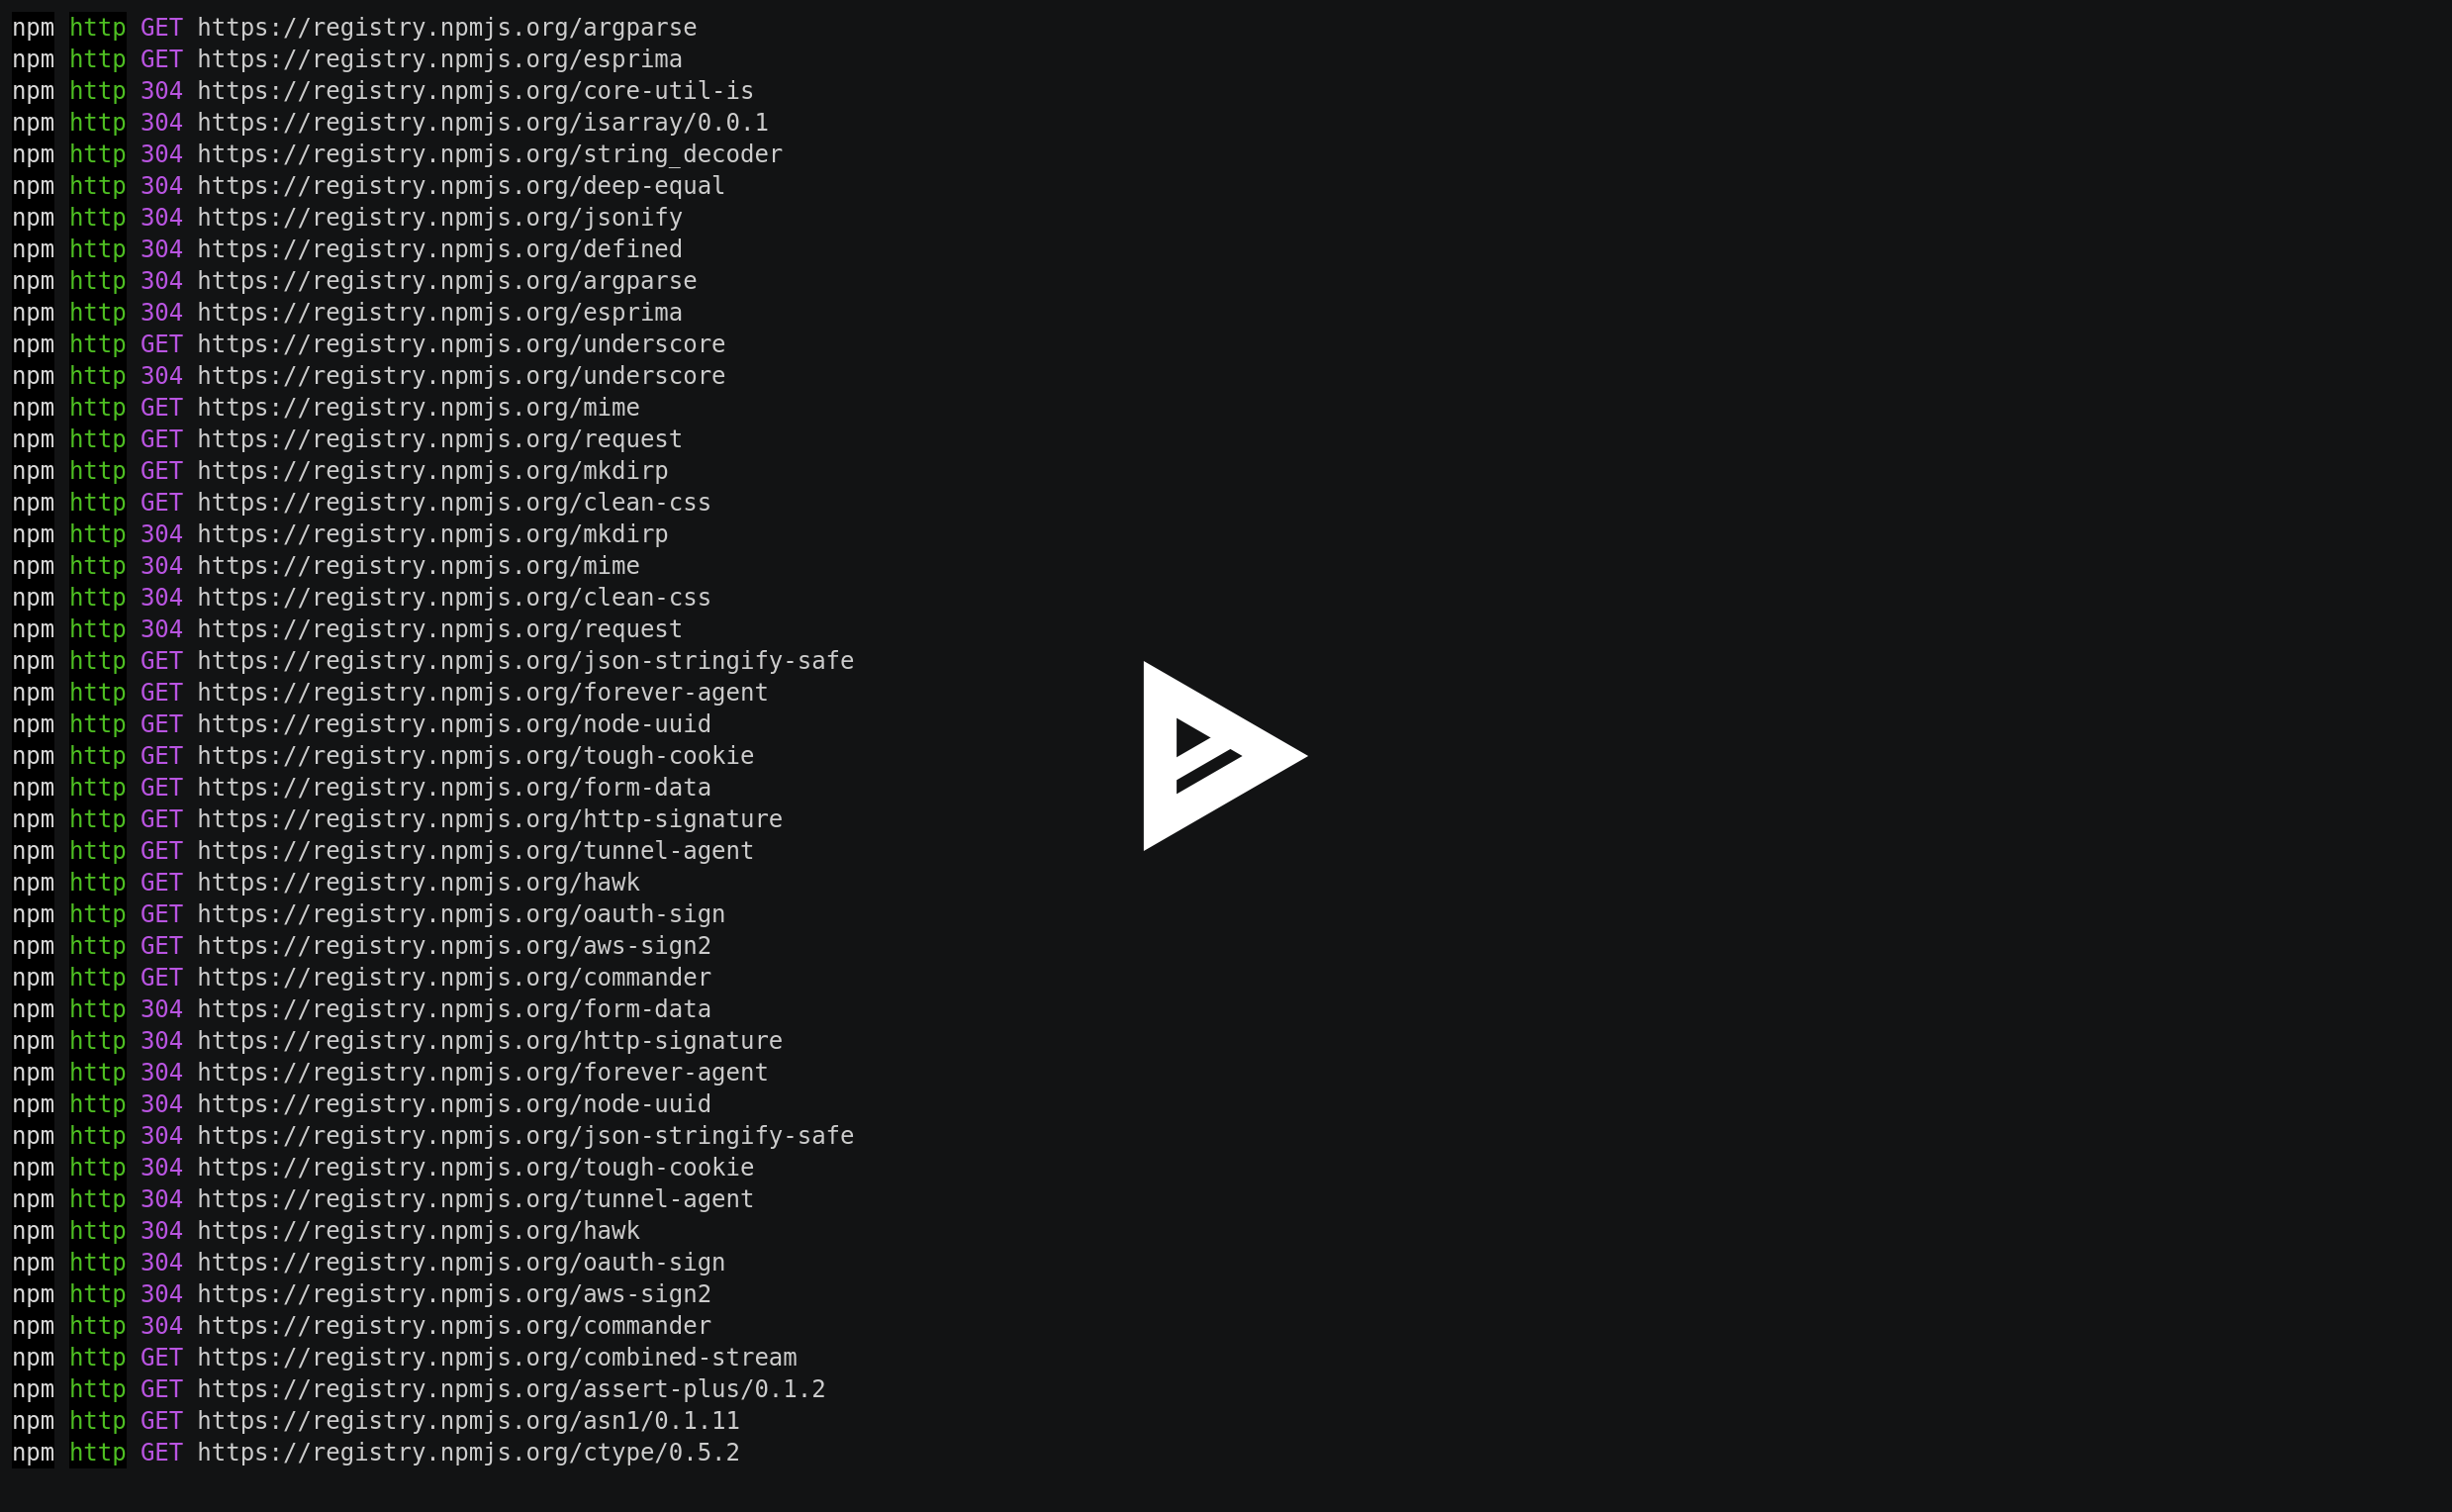 npm http GET https://registry.npmjs.org/argparse
npm http GET https://registry.npmjs.org/esprima
npm http 304 https://registry.npmjs.org/core-util-is
npm http 304 https://registry.npmjs.org/isarray/0.0.1
npm http 304 https://registry.npmjs.org/string_decoder
npm http 304 https://registry.npmjs.org/deep-equal
npm http 304 https://registry.npmjs.org/jsonify
npm http 304 https://registry.npmjs.org/defined
npm http 304 https://registry.npmjs.org/argparse
npm http 304 https://registry.npmjs.org/esprima
npm http GET https://registry.npmjs.org/underscore
npm http 304 https://registry.npmjs.org/underscore
npm http GET https://registry.npmjs.org/mime
npm http GET https://registry.npmjs.org/request
npm http GET https://registry.npmjs.org/mkdirp
npm http GET https://registry.npmjs.org/clean-css
npm http 304 https://registry.npmjs.org/mkdirp
npm http 304 https://registry.npmjs.org/mime
npm http 304 https://registry.npmjs.org/clean-css
npm http 304 https://registry.npmjs.org/request
npm http GET https://registry.npmjs.org/json-stringify-safe
npm http GET https://registry.npmjs.org/forever-agent
npm http GET https://registry.npmjs.org/node-uuid
npm http GET https://registry.npmjs.org/tough-cookie
npm http GET https://registry.npmjs.org/form-data
npm http GET https://registry.npmjs.org/http-signature
npm http GET https://registry.npmjs.org/tunnel-agent
npm http GET https://registry.npmjs.org/hawk
npm http GET https://registry.npmjs.org/oauth-sign
npm http GET https://registry.npmjs.org/aws-sign2
npm http GET https://registry.npmjs.org/commander
npm http 304 https://registry.npmjs.org/form-data
npm http 304 https://registry.npmjs.org/http-signature
npm http 304 https://registry.npmjs.org/forever-agent
npm http 304 https://registry.npmjs.org/node-uuid
npm http 304 https://registry.npmjs.org/json-stringify-safe
npm http 304 https://registry.npmjs.org/tough-cookie
npm http 304 https://registry.npmjs.org/tunnel-agent
npm http 304 https://registry.npmjs.org/hawk
npm http 304 https://registry.npmjs.org/oauth-sign
npm http 304 https://registry.npmjs.org/aws-sign2
npm http 304 https://registry.npmjs.org/commander
npm http GET https://registry.npmjs.org/combined-stream
npm http GET https://registry.npmjs.org/assert-plus/0.1.2
npm http GET https://registry.npmjs.org/asn1/0.1.11
npm http GET https://registry.npmjs.org/ctype/0.5.2